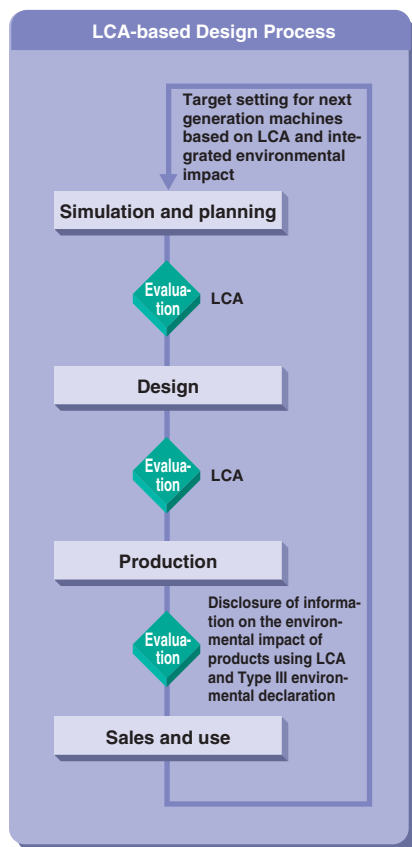 LCA-based Design Process
Target setting for next
generation machines
based on LCA and inte-
grated environmental
impact
Simulation and planning
Evalua-
tion
LCA
Design
Evalua-
tion
LCA
Production
Evalua-
tion
Disclosure of informa-
tion on the environ-
mental impact of
products using LCA
and Type III environ-
mental declaration
Sales and use